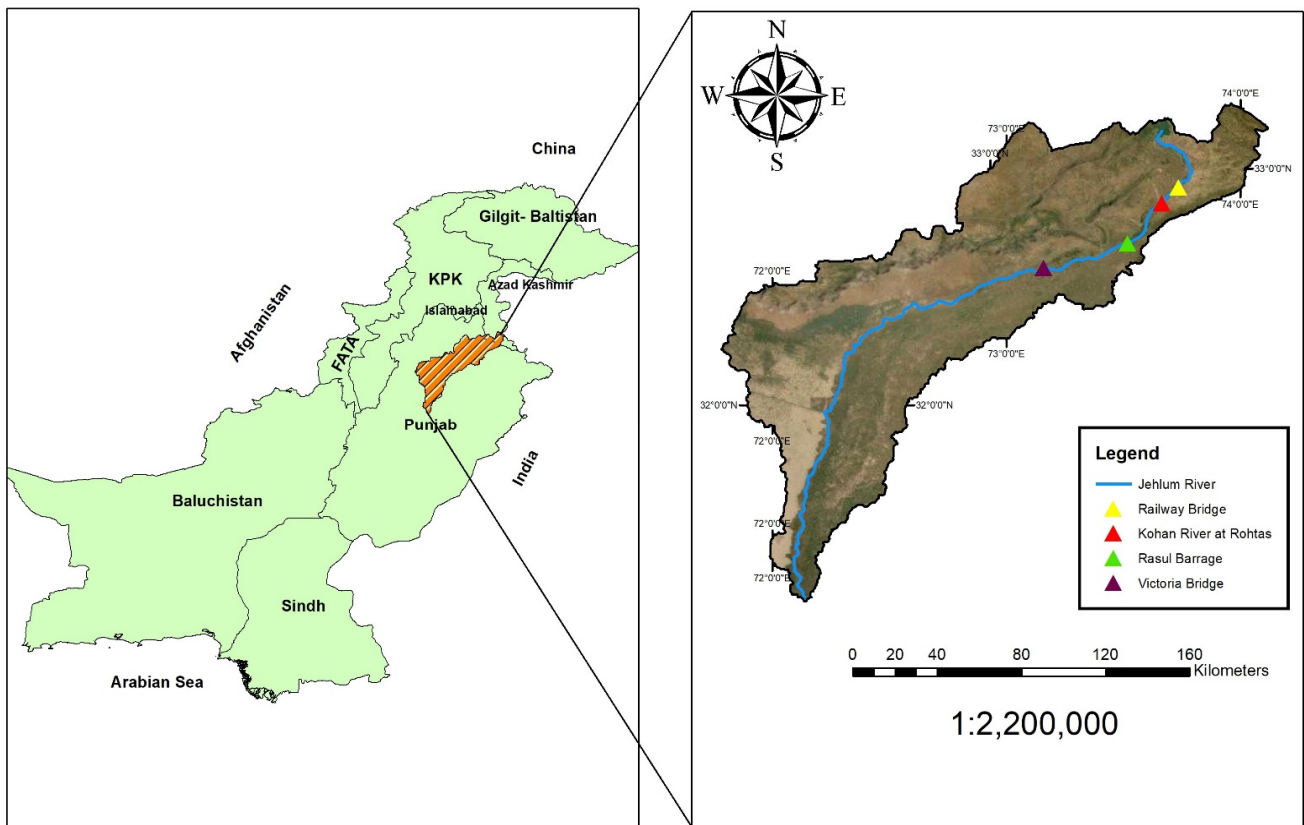 China
Gilgit- Baltistan
KPK
Azad Kashmir
Islamabad
Afghanistan
FATA
Punjab
India
Baluchistan
Sindh
Arabian Sea
N
W
E
S
74°0'0"E
73°0'0"E
33°0'0"N
33°0'0"N
74°0'0"E
72°0'0"E
73°0'0"E
32°0'0"N
32°0'0"N
72°0'0"E
72°0'0"E
72°0'0"E
Legend
Jehlum River
Railway Bridge
Kohan River at Rohtas
Rasul Barrage
Victoria Bridge
0 20 40 80 120 160
Kilometers
1:2,200,000